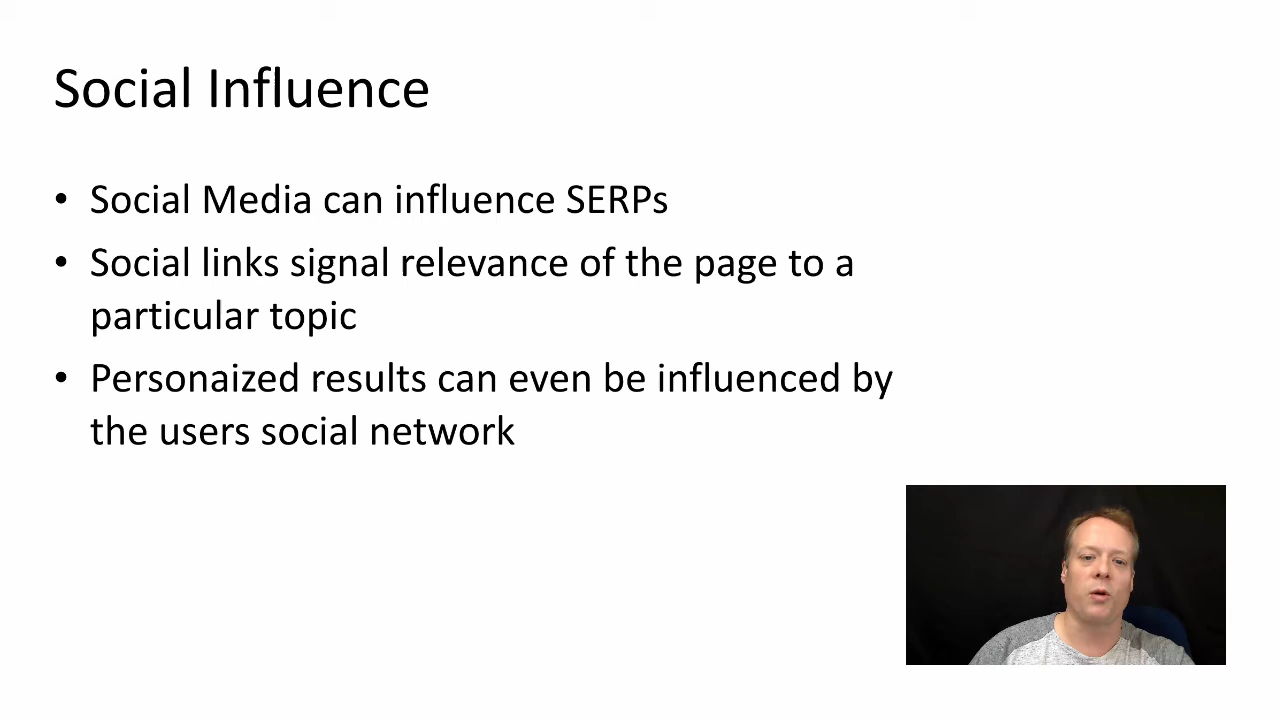 Social Influence
• Social Media can influence SERPs
• Social links signal relevance of the page to a
particular topic
• Personaized results can even be influenced by
the users social network